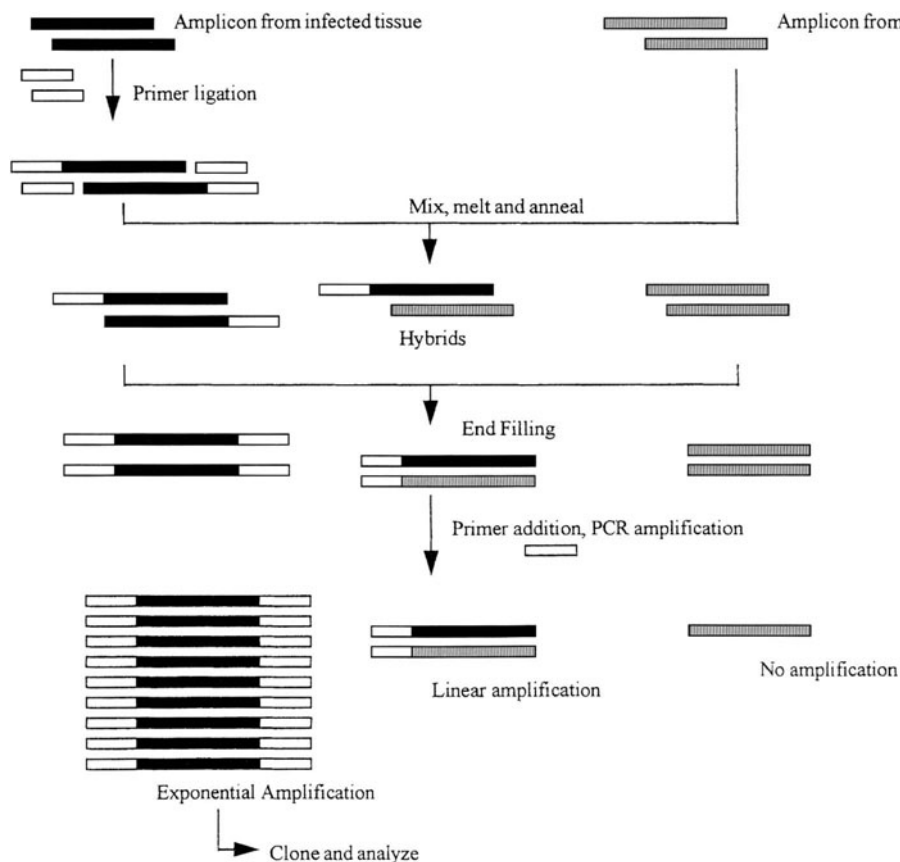 Amplicon from infected tissue
Amplicon from
Primer ligation
Mix, melt and anneal
Hybrids
End Filling
Primer addition, PCR amplification
Linear amplification
No amplification
Exponential Amplification
Clone and analyze